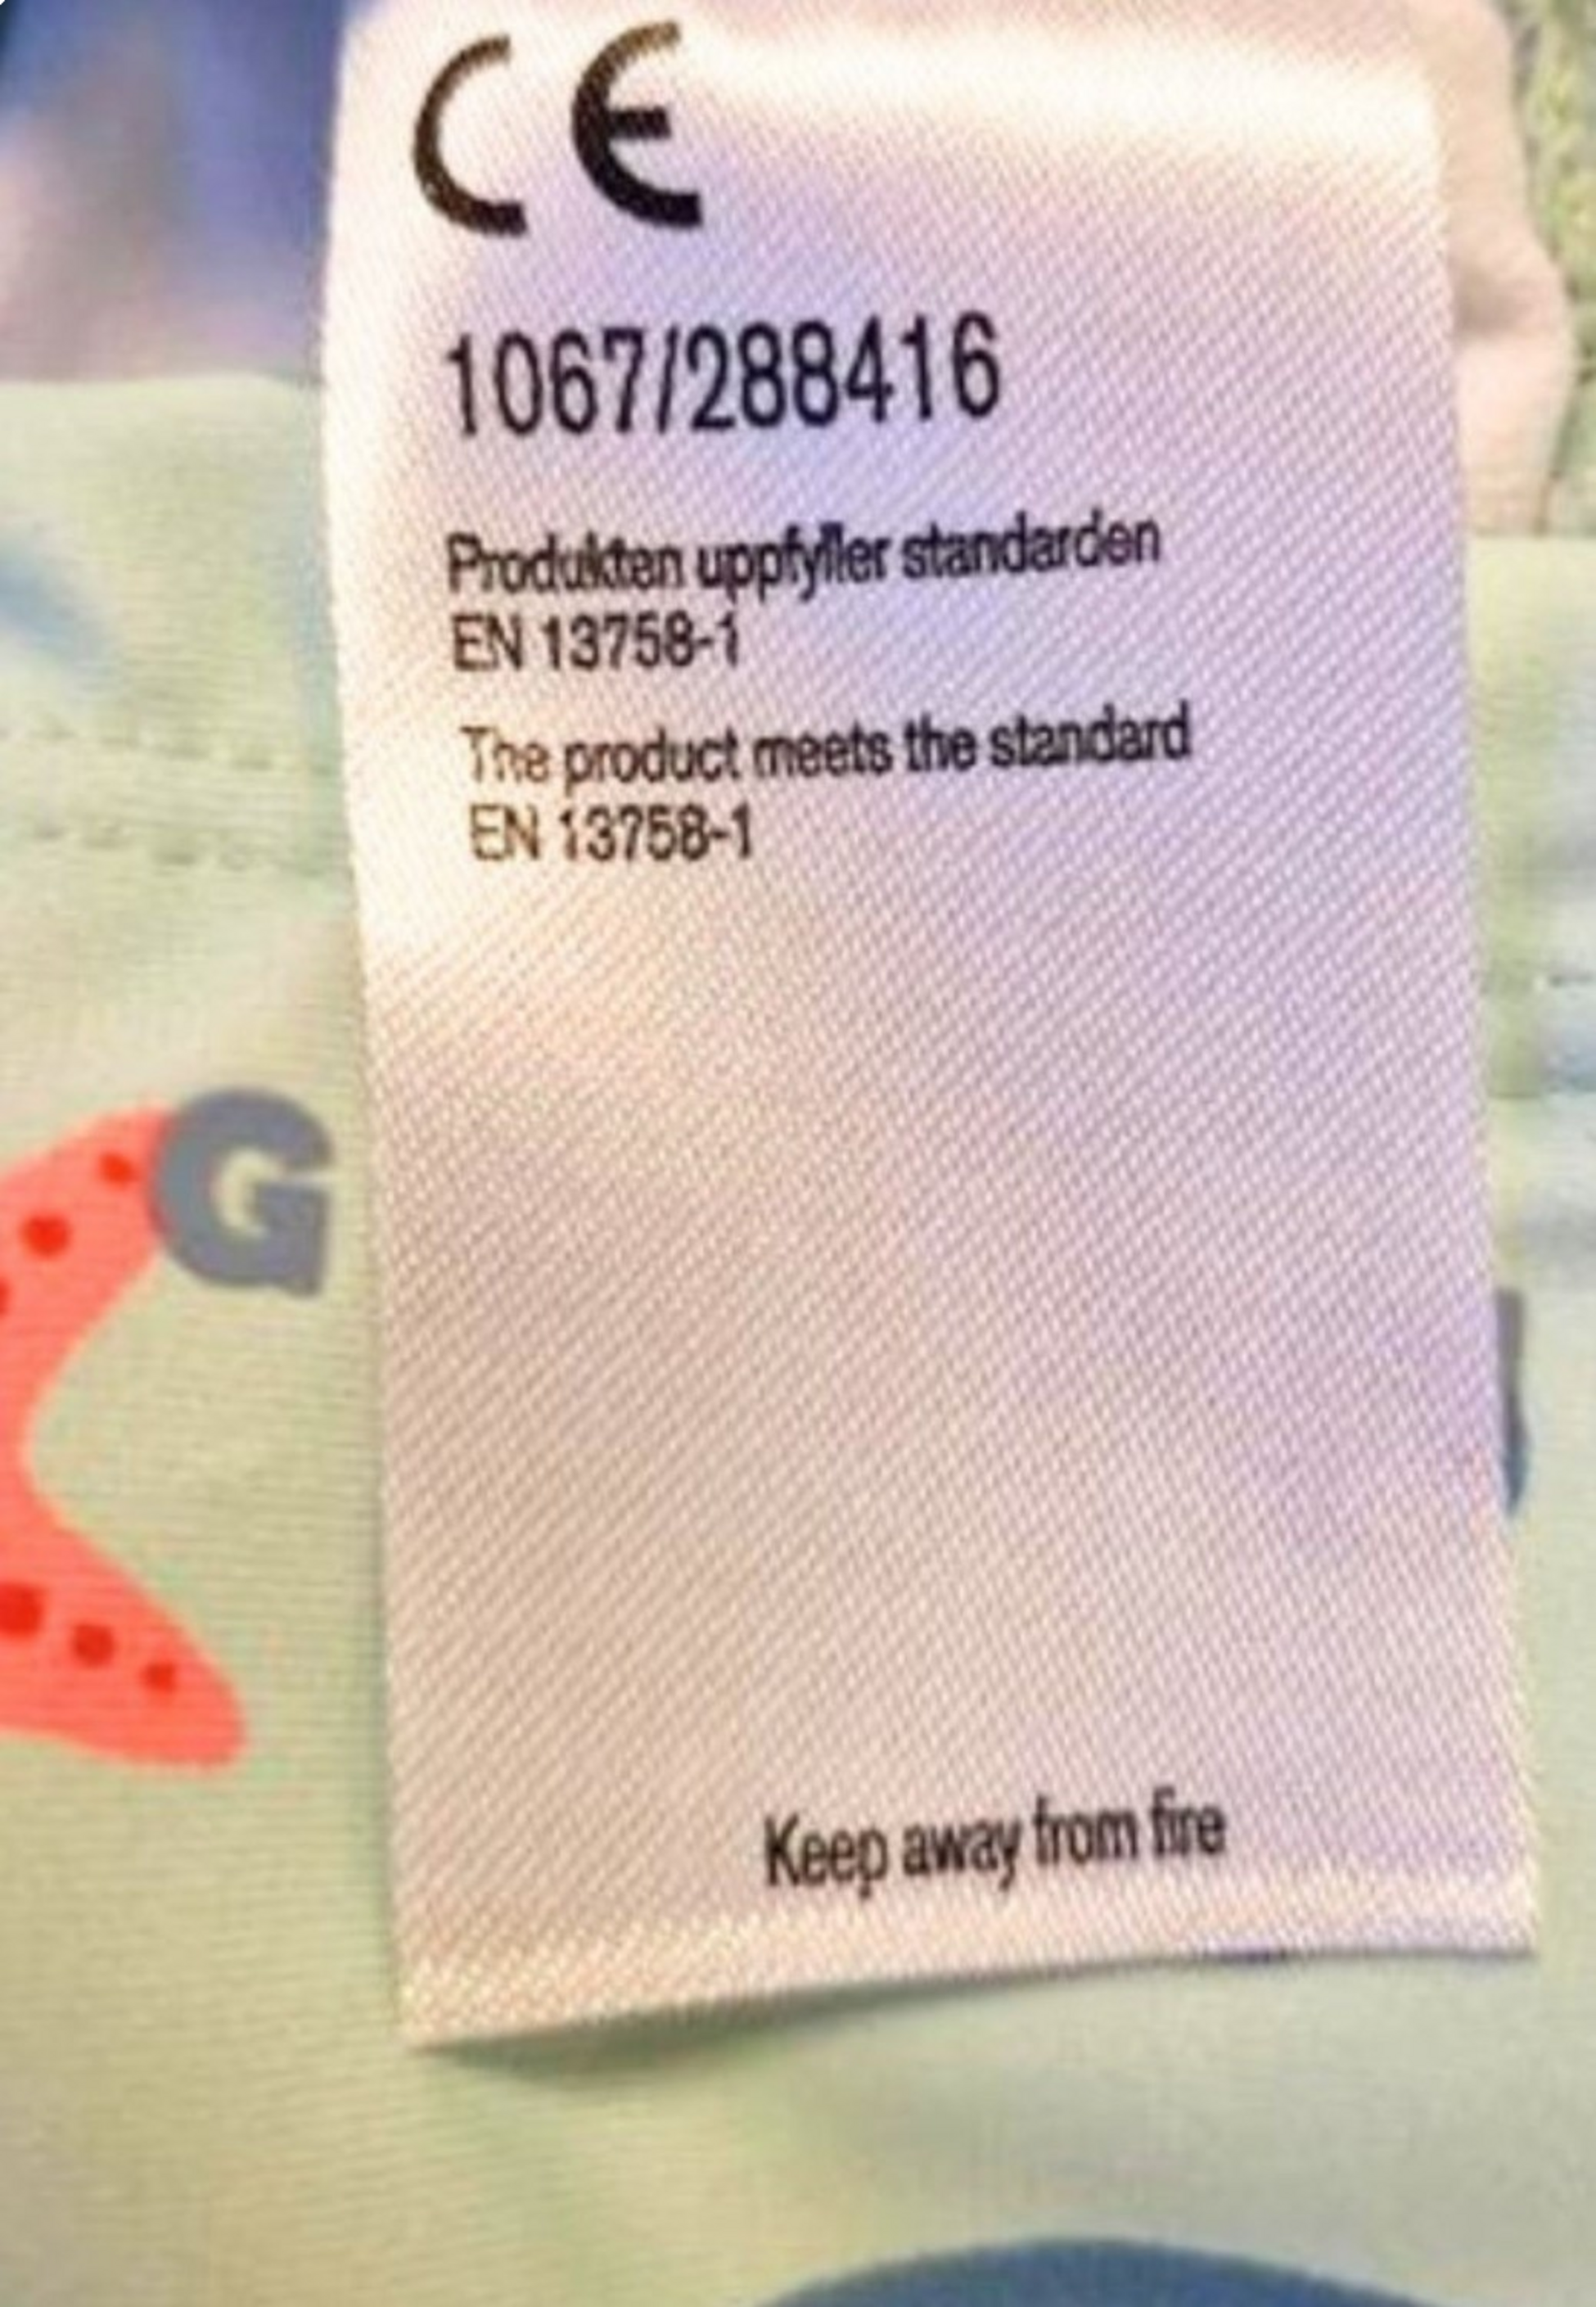 CE
1067/288416
Produkten uppfyller standarden
EN 13758-1
The product meets the standard
EN 13758-1
G
Keep away from fire